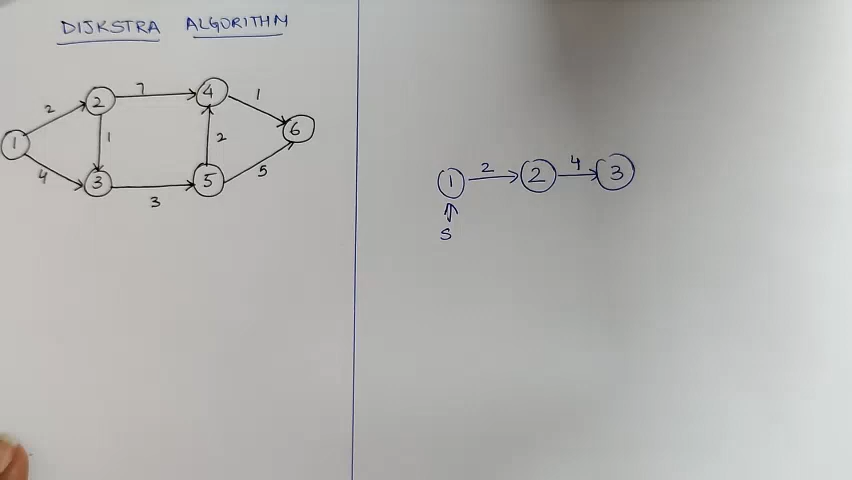 DIJKSTRA ALGORITHM
2 7 1
1 2 4 6
1 2
4 3 5 5
3
2 4
1 2 3
S